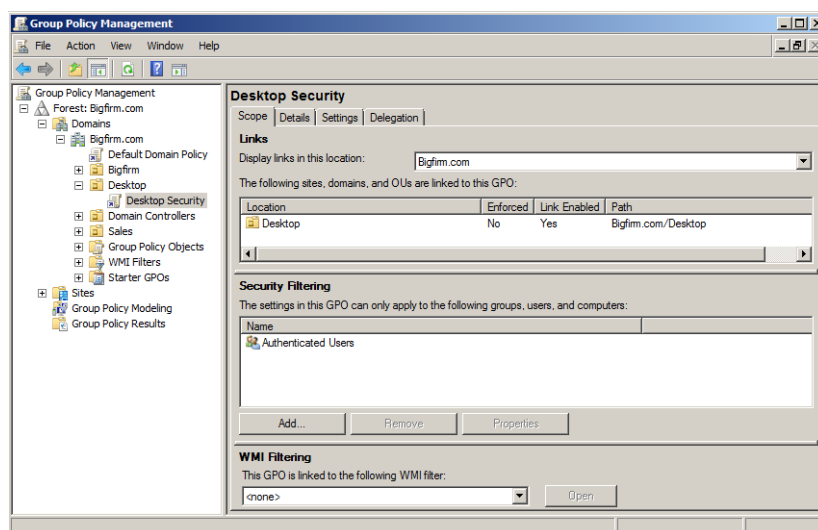 Group Policy Management
File Action View Window Help
Group Policy Management
Forest: Bigfirm.com
Domains
Bigfirm.com
Default Domain Policy
Bigfirm
Desktop
Desktop Security
Domain Controllers
Sales
Group Policy Objects
WMI Filters
Starter GPOs
Sites
Group Policy Modeling
Group Policy Results
Desktop Security
Scope Details Settings Delegation
Links
Display links in this location: Bigfirm.com
The following sites, domains, and OUs are linked to this GPO:
Location Enforced Link Enabled Path
Desktop No Yes Bigfirm.com/Desktop
Security Filtering
The settings in this GPO can only apply to the following groups, users, and computers:
Name
Authenticated Users
Add... Remove Properties
WMI Filtering
This GPO is linked to the following WMI filter:
<none> Open